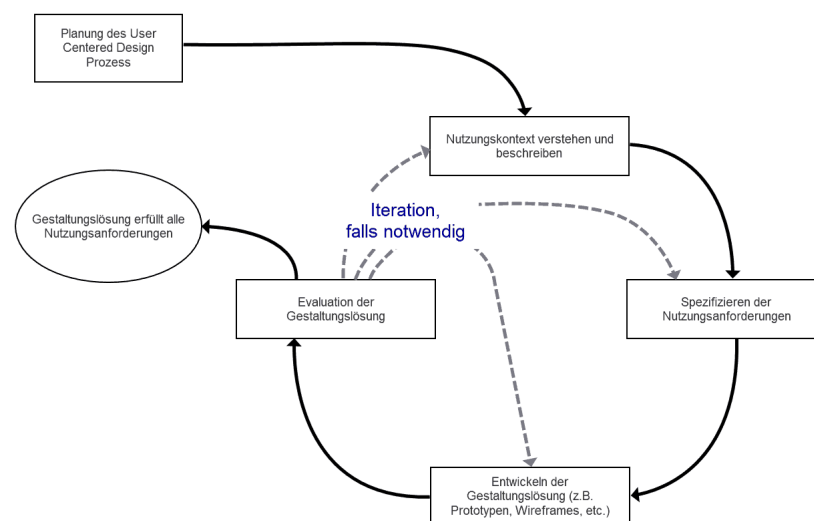 Planung des User
Centered Design
Prozess
Nutzungskontext verstehen und
beschreiben
Iteration,
falls notwendig
Gestaltungslösung erfüllt alle
Nutzungsanforderungen
Evaluation der
Gestaltungslösung
Spezifizieren der
Nutzungsanforderungen
Entwickeln der
Gestaltungslösung (z.B.
Prototypen, Wireframes, etc.)